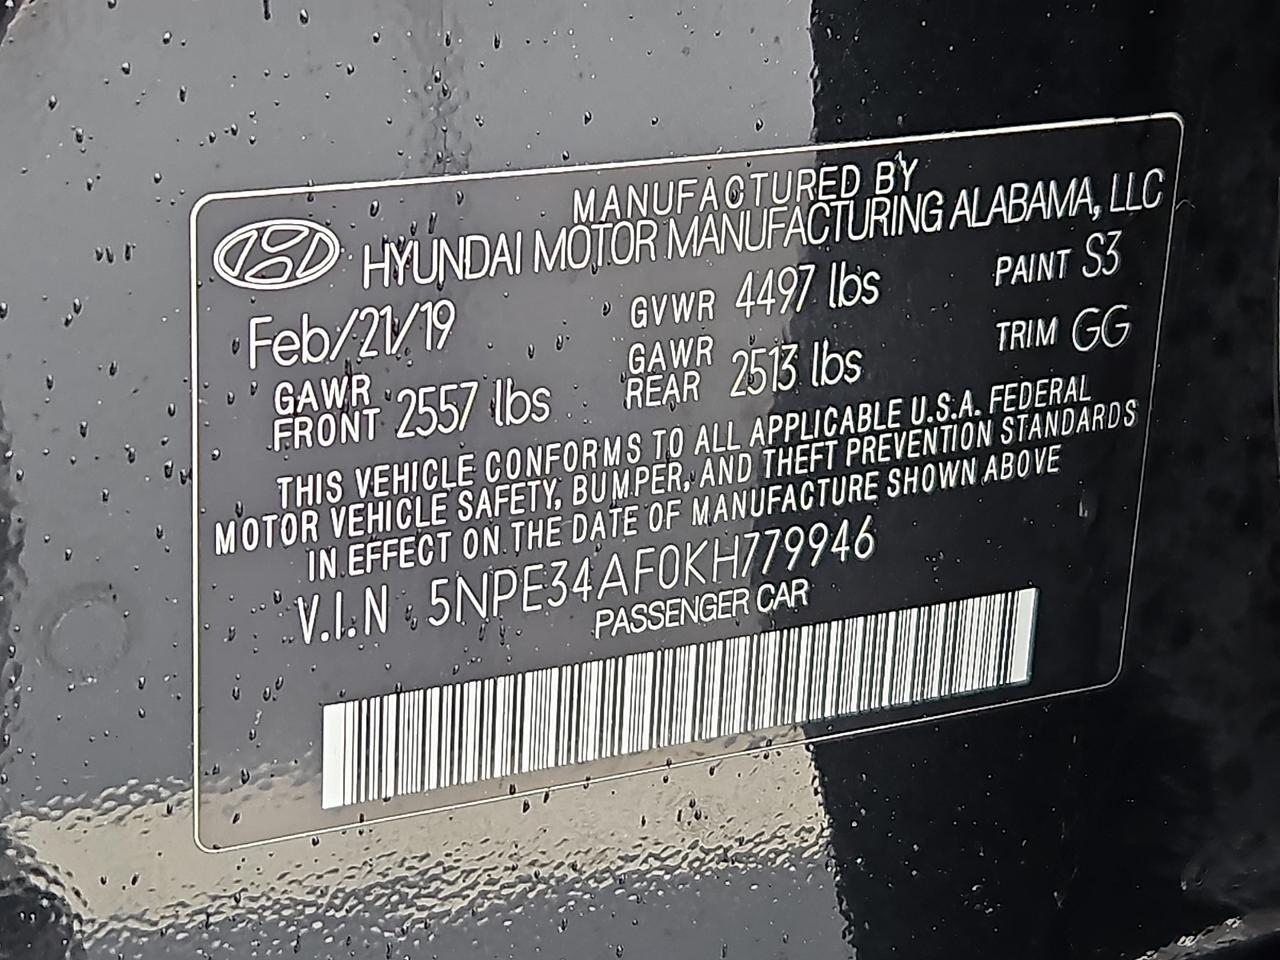 MANUFACTURED BY
HYUNDAI MOTOR MANUFACTURING ALABAMA, LLC
Feb/21/19 GVWR 4497 lbs PAINT S3
GAWR FRONT 2557 lbs GAWR REAR 2513 lbs TRIM GG
THIS VEHICLE CONFORMS TO ALL APPLICABLE U.S.A. FEDERAL
MOTOR VEHICLE SAFETY, BUMPER, AND THEFT PREVENTION STANDARDS
IN EFFECT ON THE DATE OF MANUFACTURE SHOWN ABOVE
V.I.N 5NPE34AF0KH779946
PASSENGER CAR